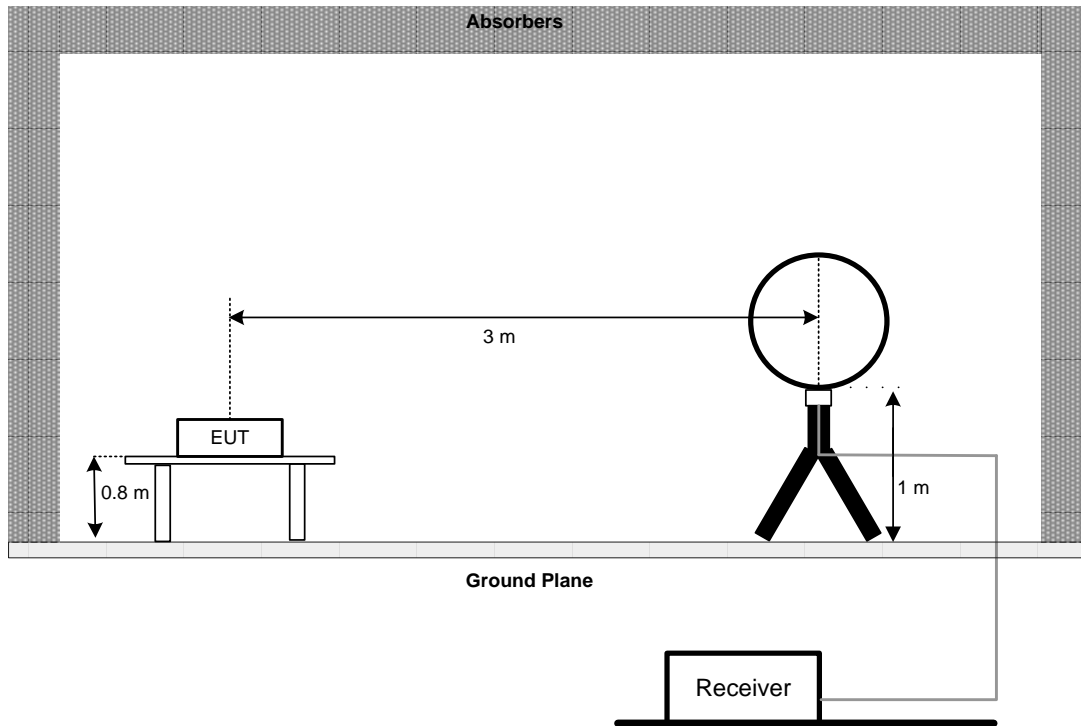 Absorbers
3 m
EUT
0.8 m
1 m
Ground Plane
Receiver